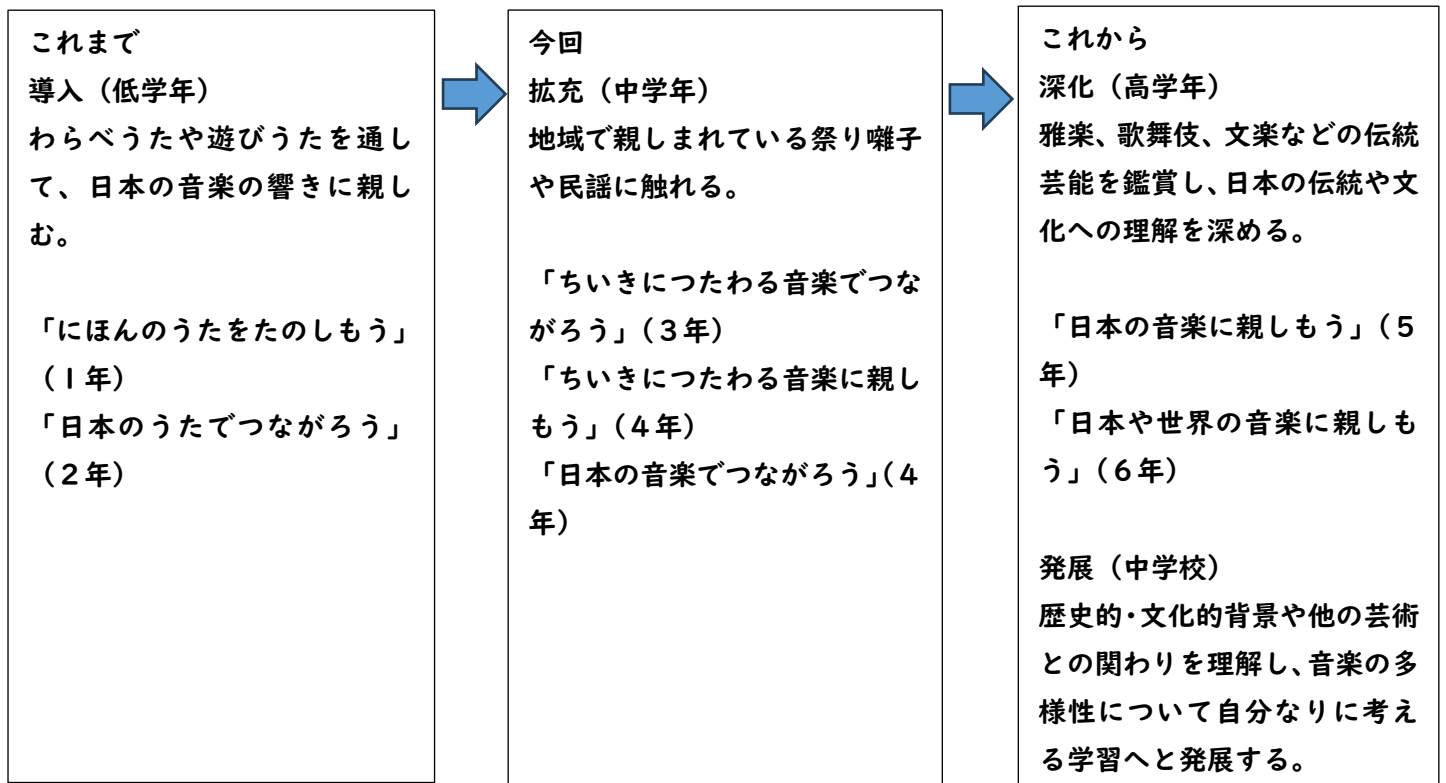 これまで
導入（低学年）
わらべうたや遊びうたを通し
て、日本の音楽の響きに親し
む。
「にほんのうたをたのしもう」
（１年）
「日本のうたでつながろう」
（２年）
今回
拡充（中学年）
地域で親しまれている祭り囃子
や民謡に触れる。
「ちいきにつたわる音楽でつな
がろう」（３年）
「ちいきにつたわる音楽に親し
もう」（４年）
「日本の音楽でつながろう」（４
年）
これから
深化（高学年）
雅楽、歌舞伎、文楽などの伝統
芸能を鑑賞し、日本の伝統や文
化への理解を深める。
「日本の音楽に親しもう」（５
年）
「日本や世界の音楽に親しも
う」（６年）
発展（中学校）
歴史的・文化的背景や他の芸術
との関わりを理解し、音楽の多
様性について自分なりに考え
る学習へと発展する。